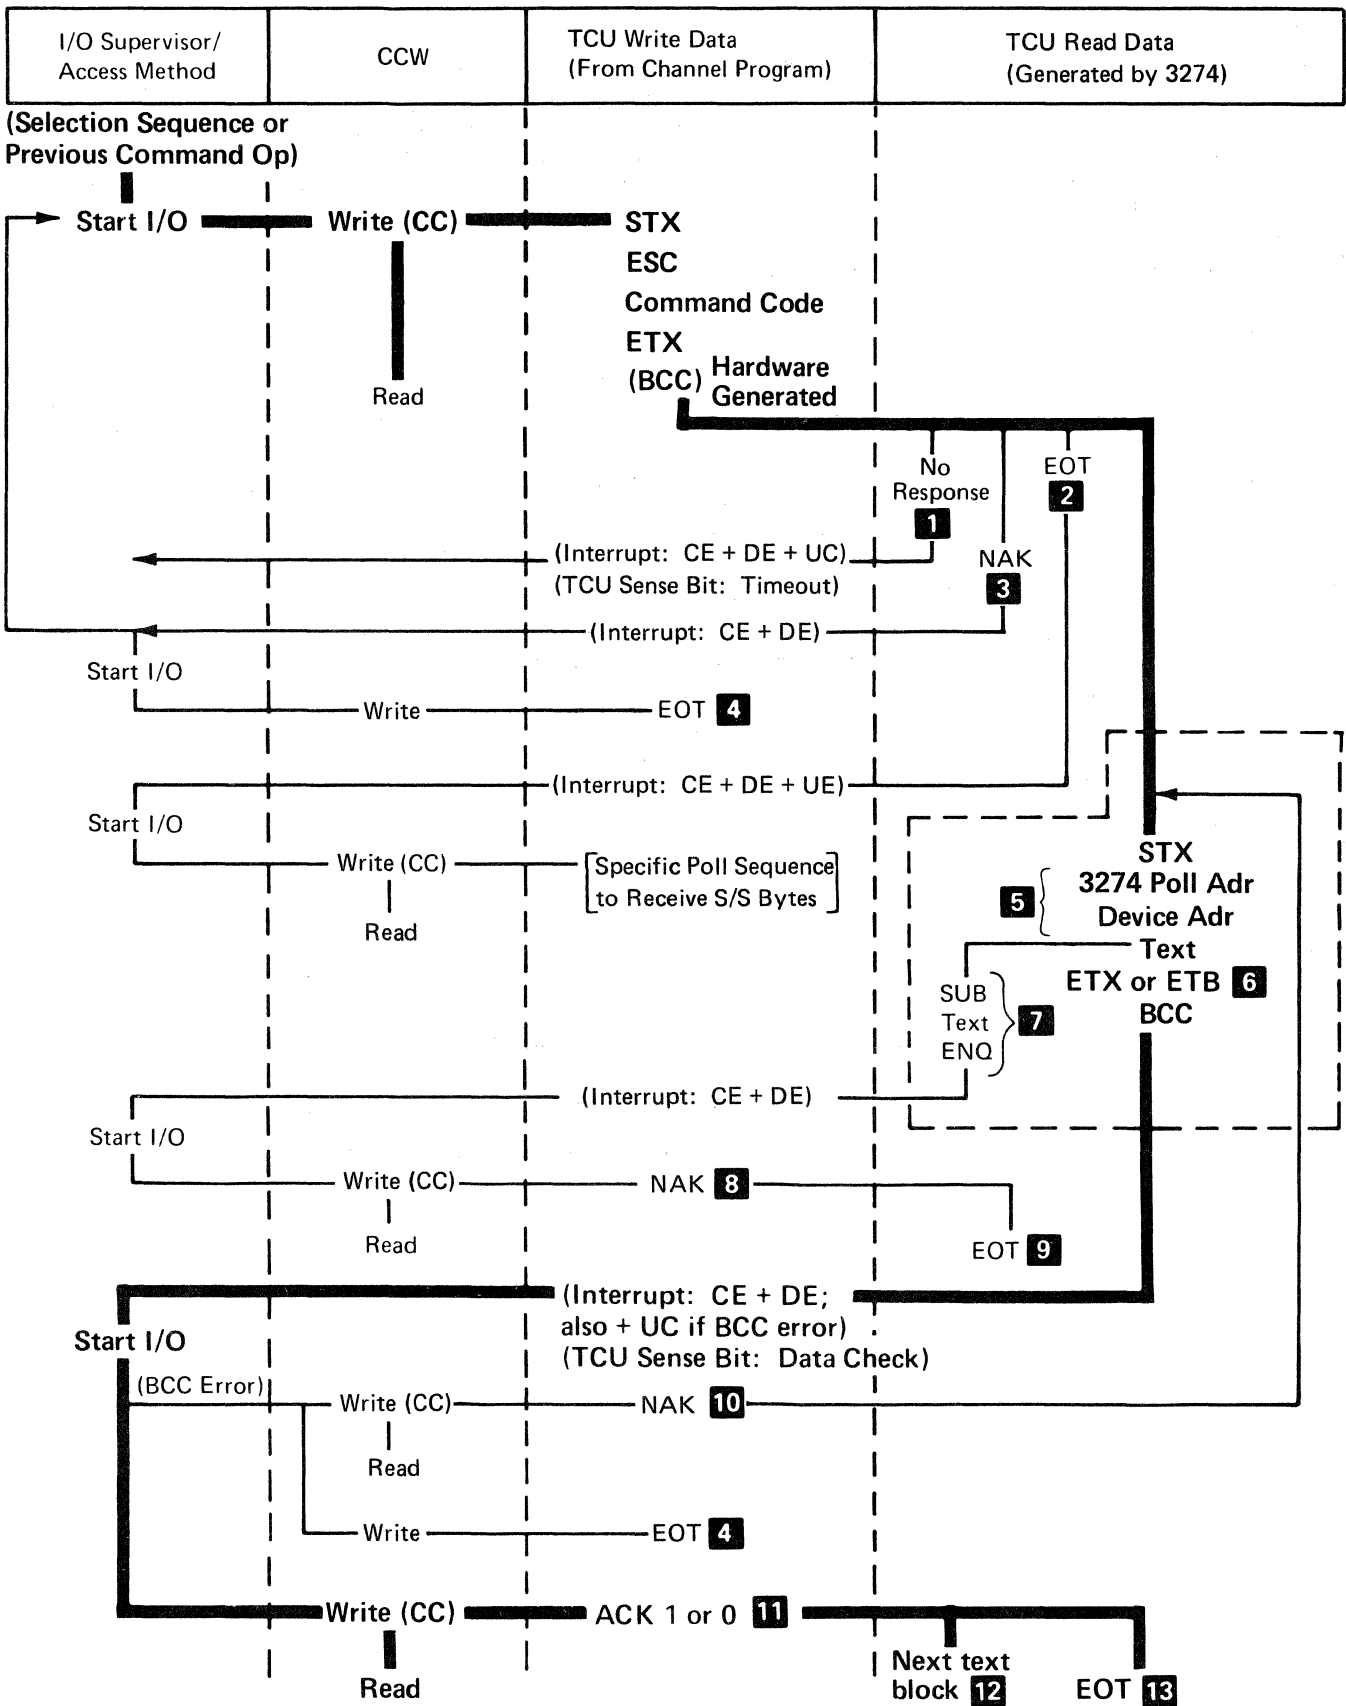 I/O Supervisor/
Access Method
CCW
TCU Write Data
(From Channel Program)
TCU Read Data
(Generated by 3274)
(Selection Sequence or
Previous Command Op)
Start I/O
Write (CC)
STX
ESC
Command Code
ETX
(BCC) Hardware
Generated
Read
No
Response
1
EOT
2
(Interrupt: CE + DE + UC)
(TCU Sense Bit: Timeout)
NAK
3
(Interrupt: CE + DE)
Start I/O
Write
EOT 4
(Interrupt: CE + DE + UE)
Start I/O
Write (CC)
[Specific Poll Sequence
to Receive S/S Bytes]
Read
STX
5
3274 Poll Adr
Device Adr
Text
ETX or ETB 6
BCC
SUB
Text
ENQ
7
(Interrupt: CE + DE)
Start I/O
Write (CC)
NAK 8
Read
EOT 9
(Interrupt: CE + DE;
also + UC if BCC error)
(TCU Sense Bit: Data Check)
Start I/O
(BCC Error)
Write (CC)
NAK 10
Read
Write
EOT 4
Write (CC)
ACK 1 or 0 11
Read
Next text
block 12
EOT 13